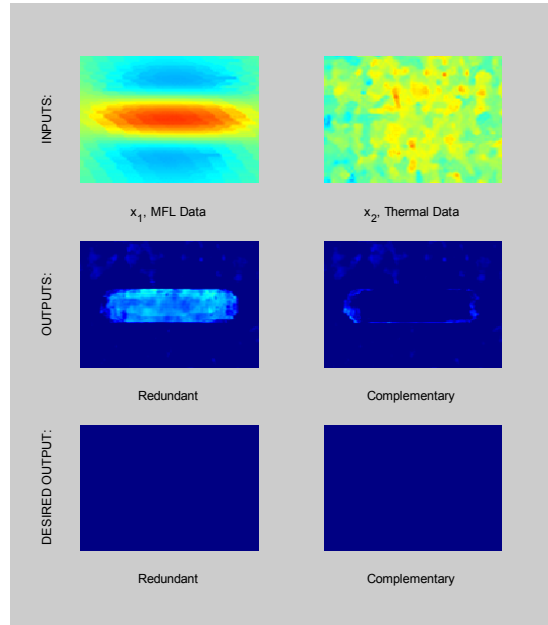 INPUTS:
x1, MFL Data
x2, Thermal Data
OUTPUTS:
Redundant
Complementary
DESIRED OUTPUT:
Redundant
Complementary